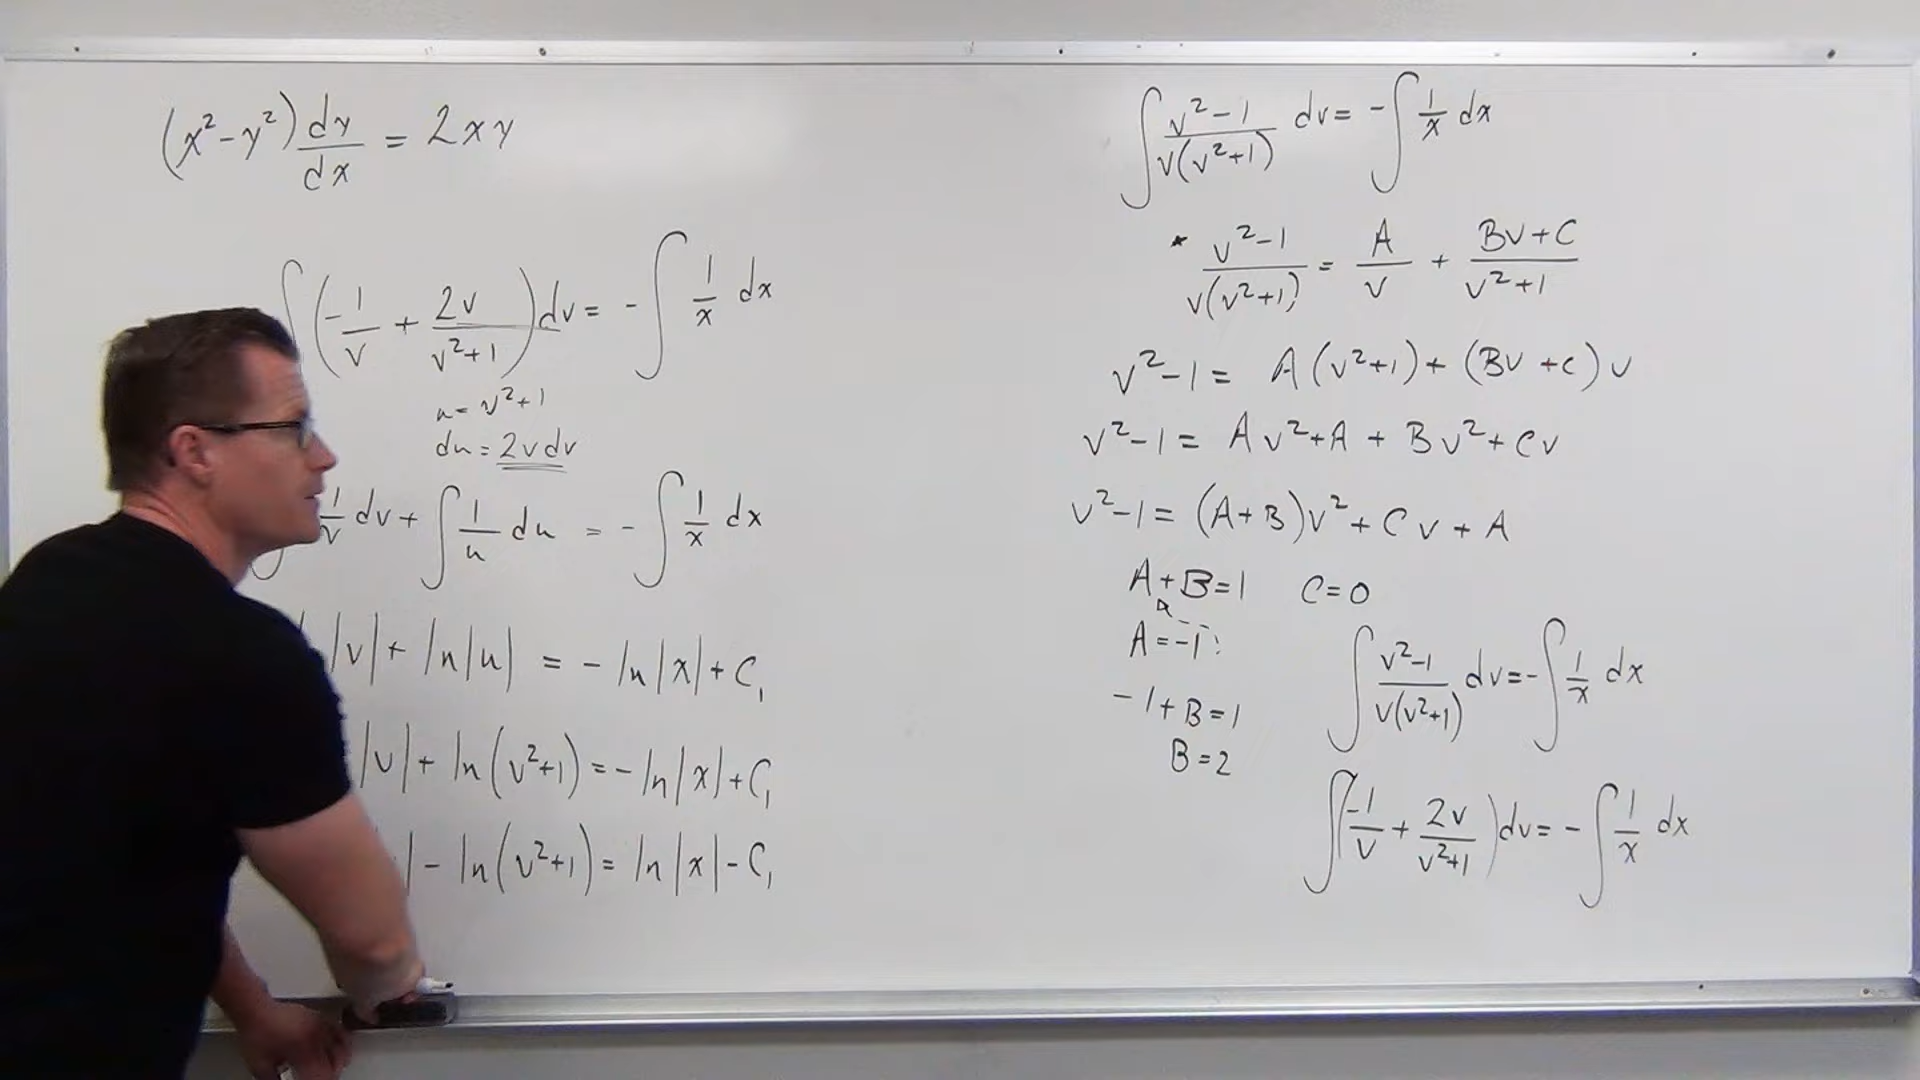 (x²-y²) dy/dx = 2xy
∫(-1/v + 2v/(v²+1))dv = -∫ 1/x dx
u = v²+1
du = 2v dv
1/v dv + ∫ 1/u du = -∫ 1/x dx
|v| + ln|u| = -ln|x| + C₁
|v| + ln(v²+1) = -ln|x| + C₁
| - ln(v²+1) = ln|x| - C₁
∫ (v²-1)/(v(v²+1)) dv = -∫ 1/x dx
* (v²-1)/(v(v²+1)) = A/v + (Bv+C)/(v²+1)
v²-1 = A(v²+1) + (Bv+C)v
v²-1 = Av²+A + Bv²+Cv
v²-1 = (A+B)v² + Cv + A
A+B=1 C=0
A=-1
-1+B=1
B=2
∫ (v²-1)/(v(v²+1)) dv = -∫ 1/x dx
∫(-1/v + 2v/(v²+1))dv = -∫ 1/x dx